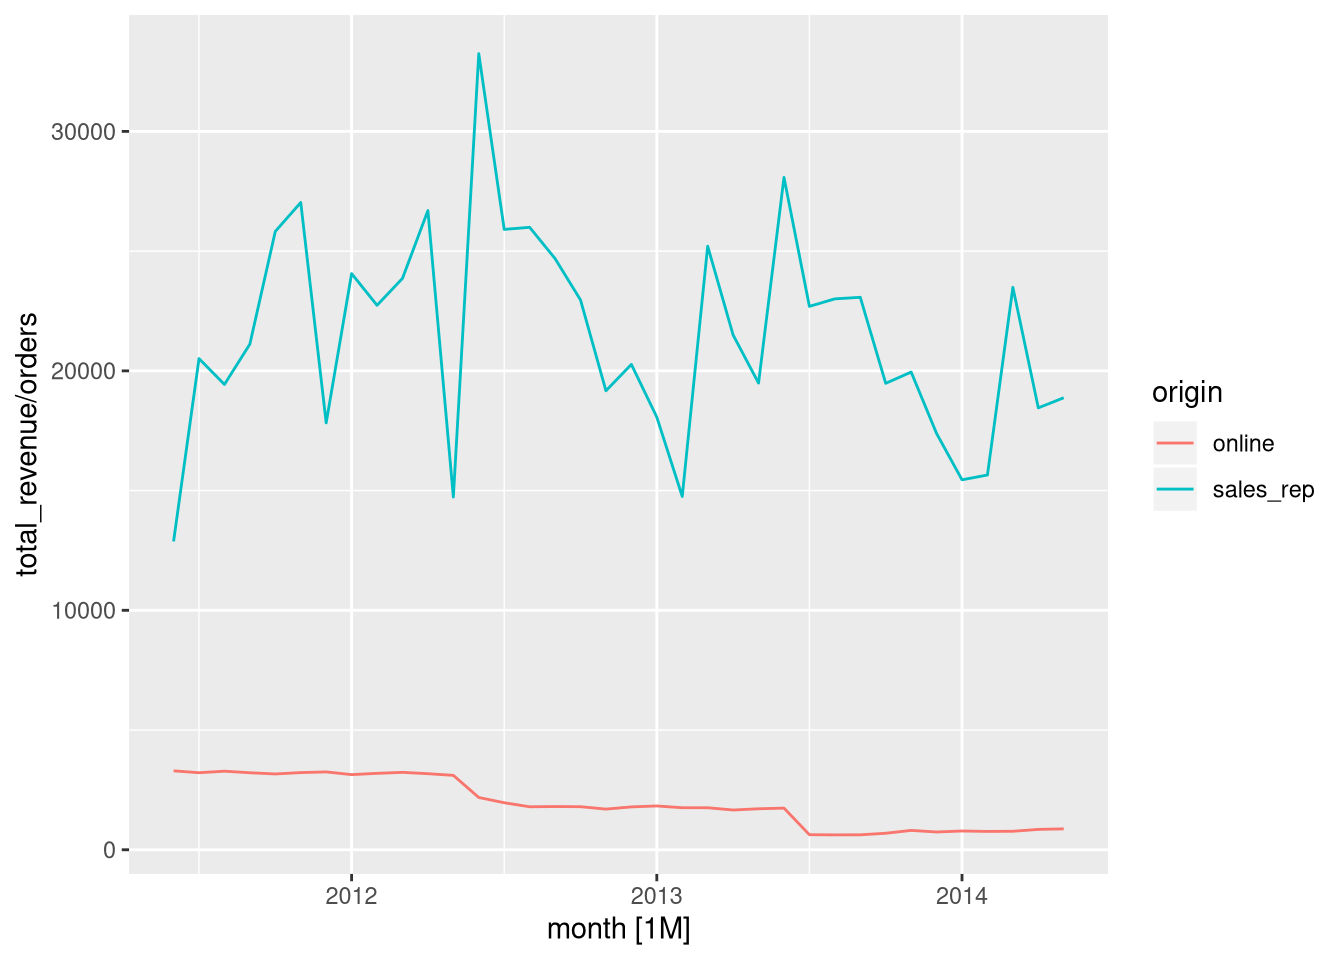 total_revenue/orders
30000
20000
10000
0
2012
2013
2014
month [1M]
origin
online
sales_rep